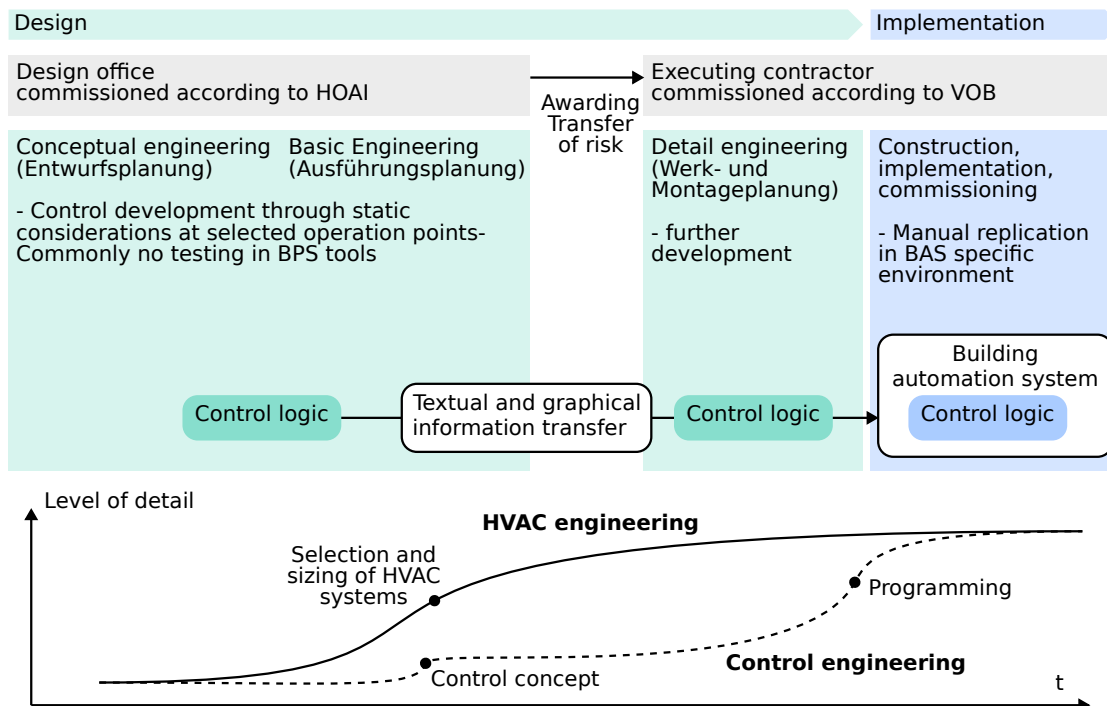 Design
Implementation
Design office
commissioned according to HOAI
Awarding
Transfer
of risk
Executing contractor
commissioned according to VOB
Conceptual engineering
(Entwurfsplanung)
Basic Engineering
(Ausführungsplanung)
- Control development through static
considerations at selected operation points-
Commonly no testing in BPS tools
Detail engineering
(Werk- und
Montageplanung)
- further
development
Construction,
implementation,
commissioning
- Manual replication
in BAS specific
environment
Control logic
Textual and graphical
information transfer
Control logic
Building
automation system
Control logic
Level of detail
HVAC engineering
Selection and
sizing of HVAC
systems
Programming
Control engineering
Control concept
t